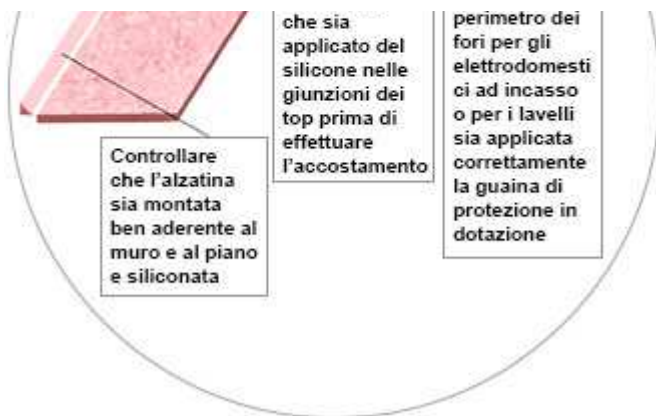 Controllare
che l'alzatina
sia montata
ben aderente al
muro e al piano
e siliconata
che sia
applicato del
silicone nelle
giunzioni dei
top prima di
effettuare
l'accostamento
perimetro dei
fori per gli
elettrodomesti
ci ad incasso
o per i lavelli
sia applicata
correttamente
la guaina di
protezione in
dotazione